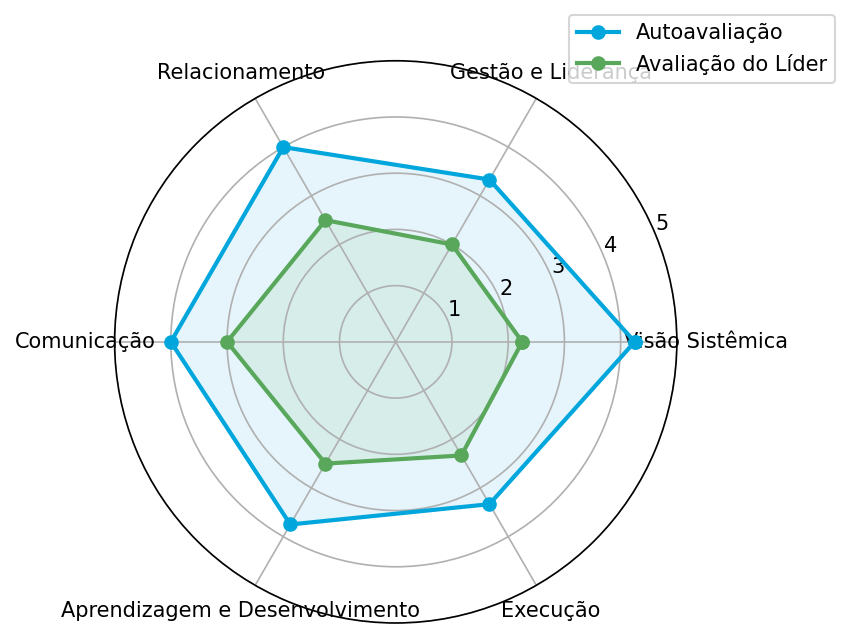 Autoavaliação
Avaliação do Líder
Relacionamento
Gestão e Liderança
5
4
3
2
1
Comunicação
Visão Sistêmica
Aprendizagem e Desenvolvimento
Execução